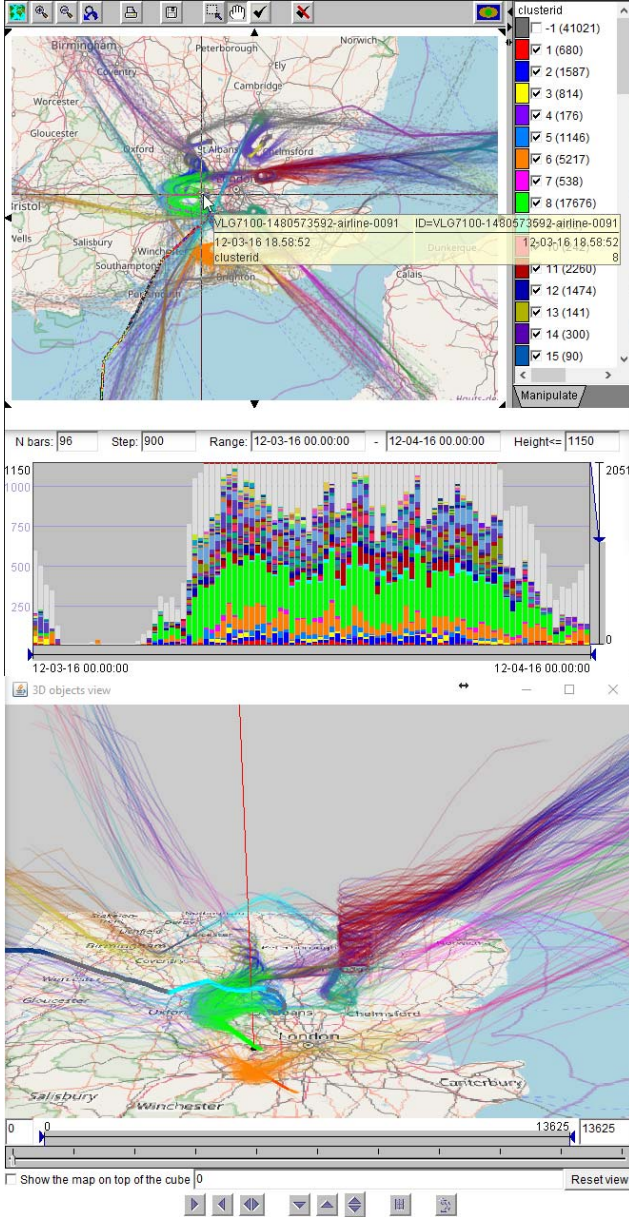 clusterid
-1 (41021)
1 (680)
2 (1587)
3 (814)
4 (176)
5 (1146)
6 (5217)
7 (538)
8 (17676)
11 (2260)
12 (1474)
13 (141)
14 (300)
15 (90)
Manipulate
Birmingham
Coventry
Peterborough
Norwich
Ely
Cambridge
Worcester
Gloucester
Oxford
St Albans
Chelmsford
Bristol
Wells
Salisbury
Winchester
Southampton
Portsmouth
Brighton
Dunkerque
Calais
VLG7100-1480573592-airline-0091 ID=VLG7100-1480573592-airline-0091
12-03-16 18.58:52 12-03-16 18.58:52
clusterid 8
N bars: 96 Step: 900 Range: 12-03-16 00.00:00 - 12-04-16 00.00:00 Height<= 1150
1150
1000
750
500
250
2051
0
12-03-16 00.00:00 12-04-16 00.00:00
3D objects view
Birmingham
Coventry
Gloucester
Oxford
Chelmsford
London
Canterbury
Salisbury
Winchester
0 0 13625 13625
Show the map on top of the cube 0 Reset view